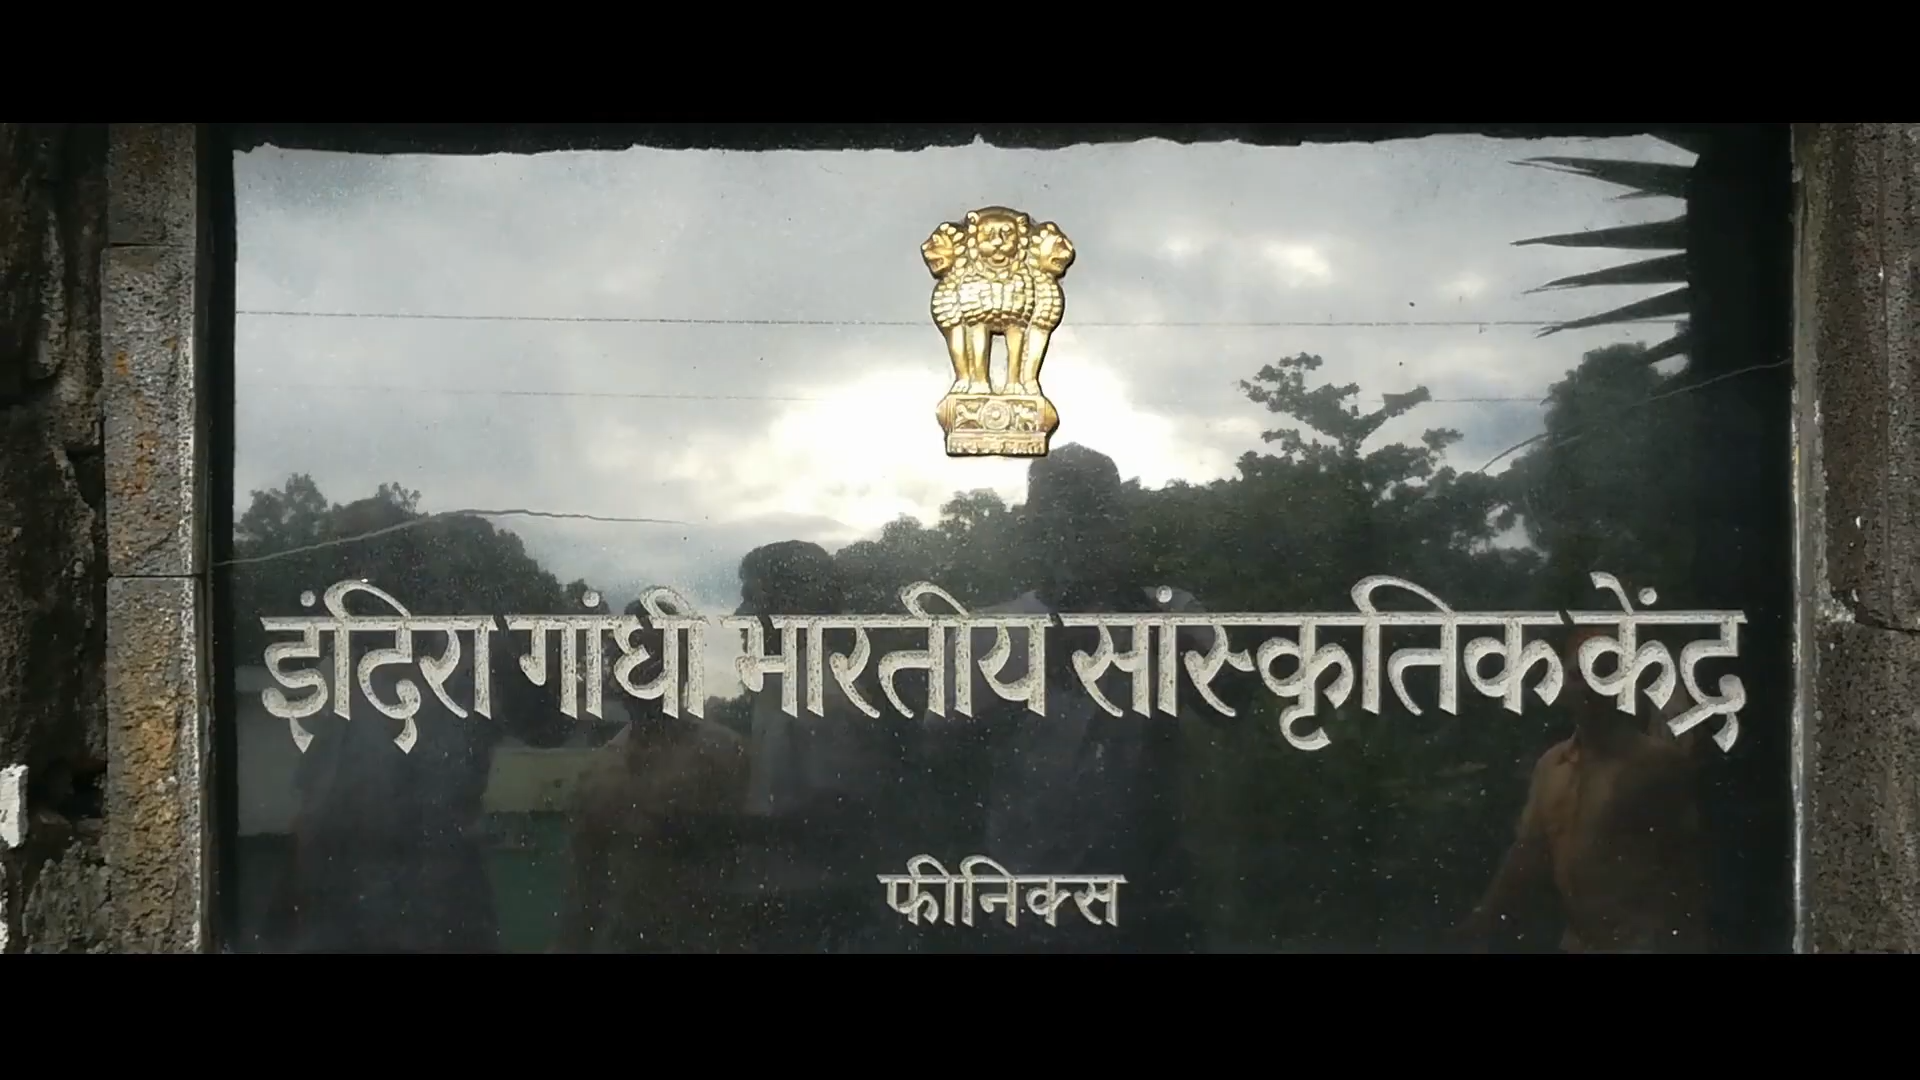 इंदिरा गांधी भारतीय सांस्कृतिक केंद्र
फीनिक्स